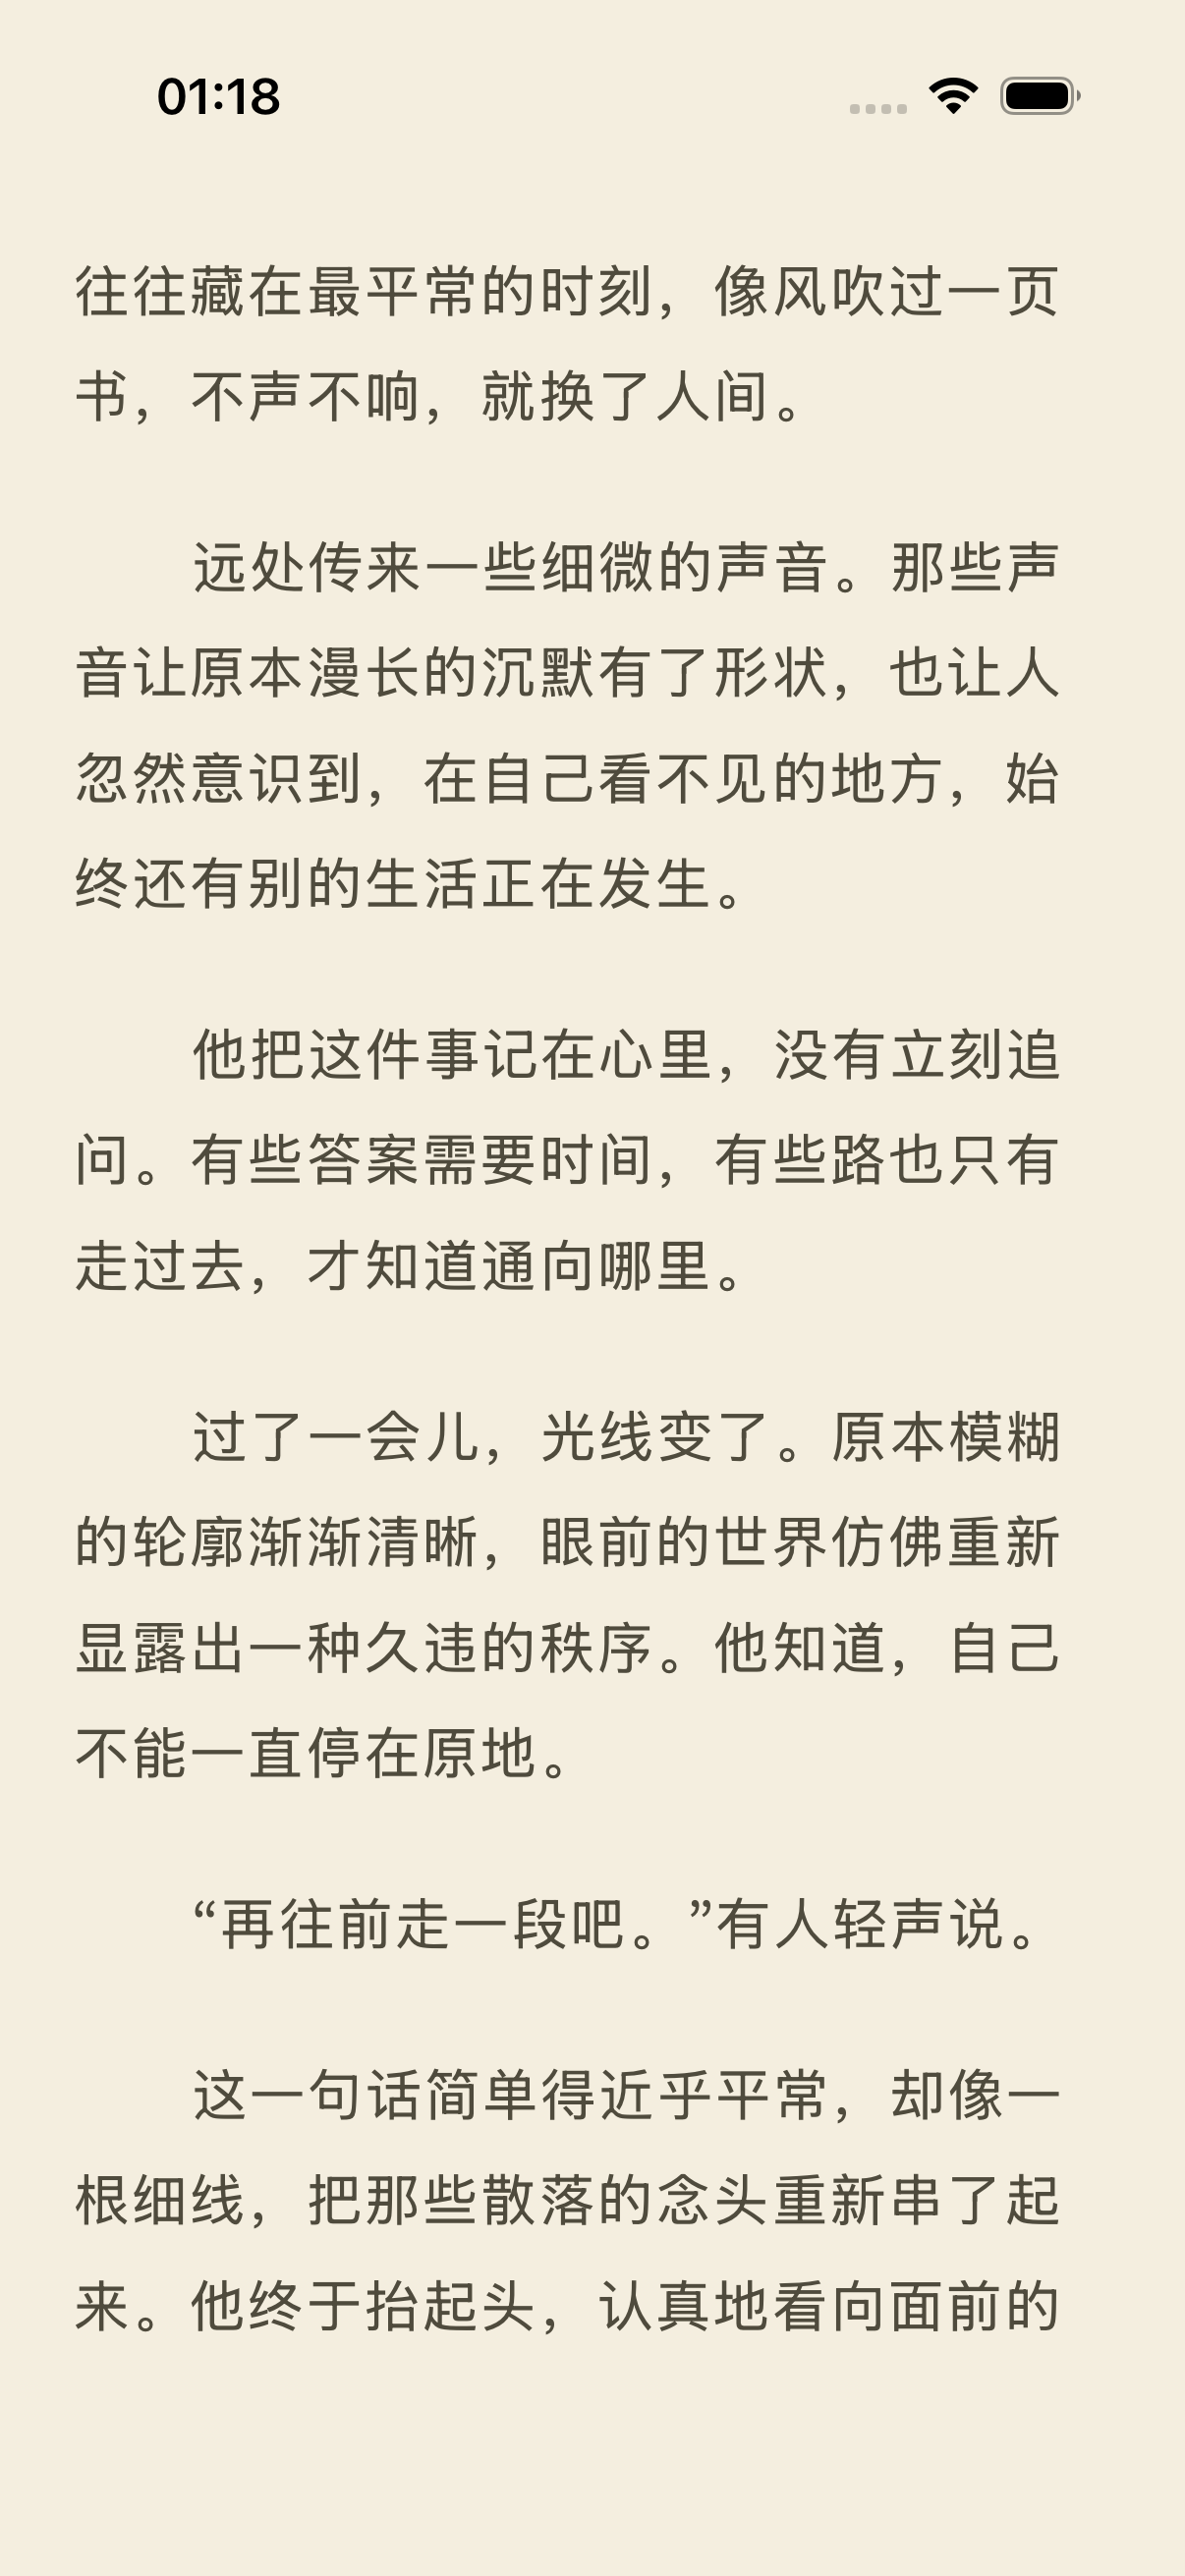 01:18
往往藏在最平常的时刻，像风吹过一页
书，不声不响，就换了人间。
远处传来一些细微的声音。那些声
音让原本漫长的沉默有了形状，也让人
忽然意识到，在自己看不见的地方，始
终还有别的生活正在发生。
他把这件事记在心里，没有立刻追
问。有些答案需要时间，有些路也只有
走过去，才知道通向哪里。
过了一会儿，光线变了。原本模糊
的轮廓渐渐清晰，眼前的世界仿佛重新
显露出一种久违的秩序。他知道，自己
不能一直停在原地。
“再往前走一段吧。”有人轻声说。
这一句话简单得近乎平常，却像一
根细线，把那些散落的念头重新串了起
来。他终于抬起头，认真地看向面前的